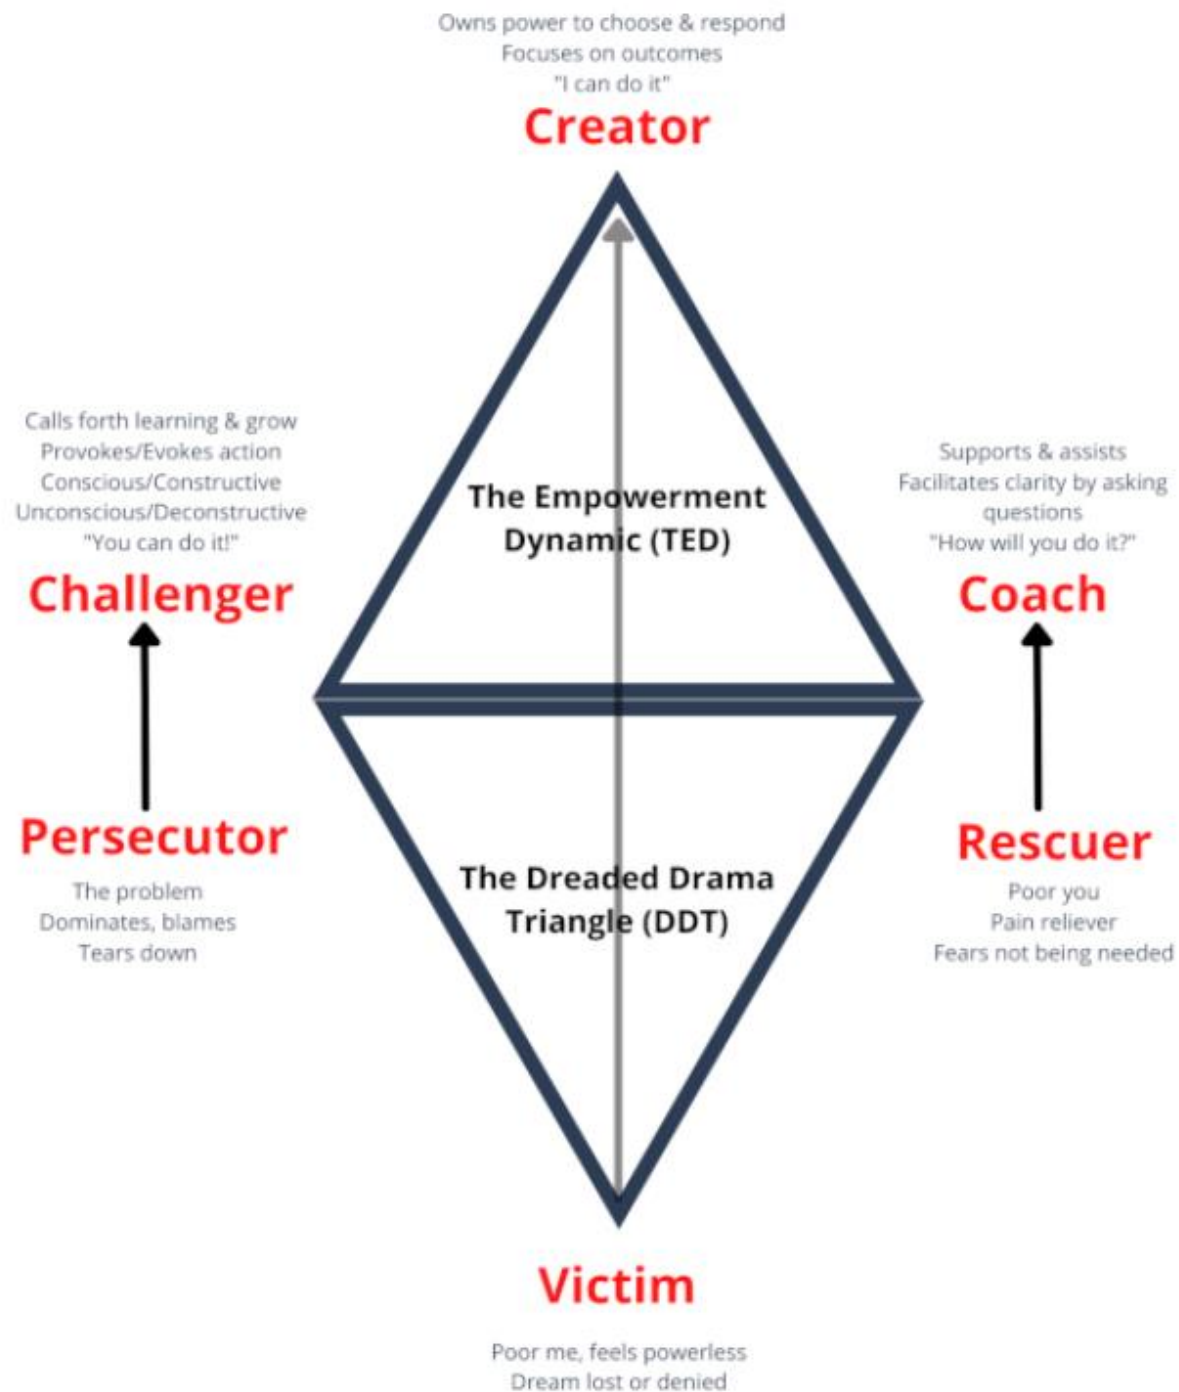 Owns power to choose & respond
Focuses on outcomes
"I can do it"
Creator
Calls forth learning & grow
Provokes/Evokes action
Conscious/Constructive
Unconscious/Deconstructive
"You can do it!"
Challenger
Supports & assists
Facilitates clarity by asking
questions
"How will you do it?"
Coach
The Empowerment
Dynamic (TED)
Persecutor
The problem
Dominates, blames
Tears down
The Dreaded Drama
Triangle (DDT)
Rescuer
Poor you
Pain reliever
Fears not being needed
Victim
Poor me, feels powerless
Dream lost or denied